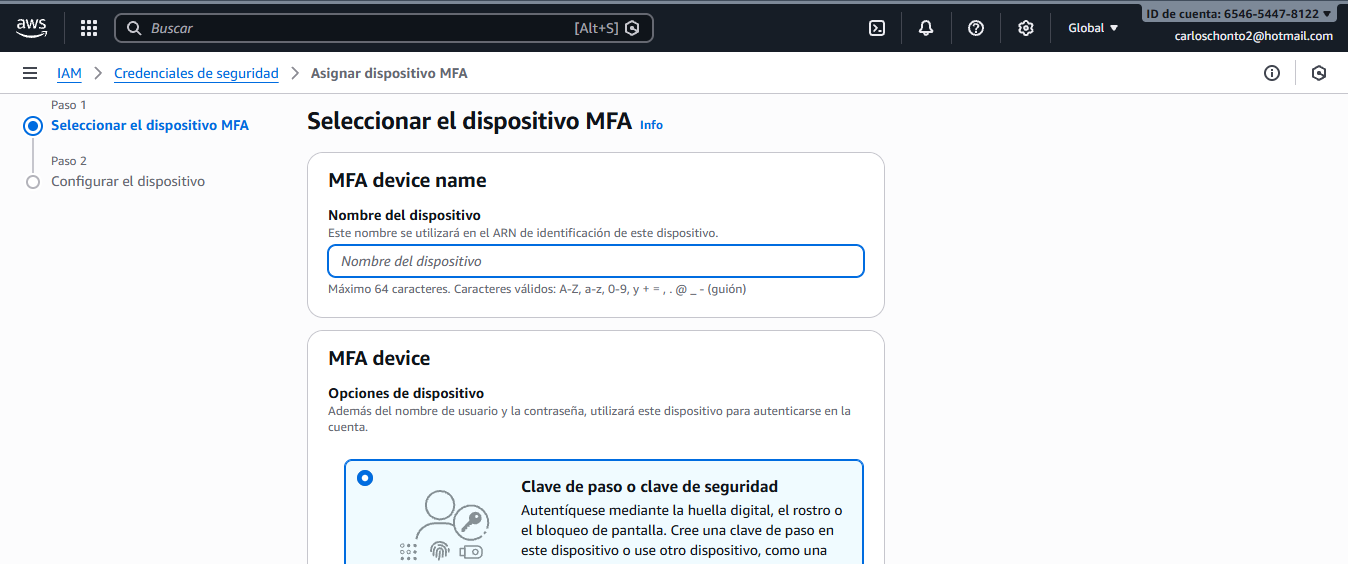 aws
Buscar
[Alt+S]
Global
ID de cuenta: 6546-5447-8122
carloschonto2@hotmail.com
IAM
Credenciales de seguridad
Asignar dispositivo MFA
Paso 1
Seleccionar el dispositivo MFA
Paso 2
Configurar el dispositivo
Seleccionar el dispositivo MFA Info
MFA device name
Nombre del dispositivo
Este nombre se utilizará en el ARN de identificación de este dispositivo.
Nombre del dispositivo
Máximo 64 caracteres. Caracteres válidos: A-Z, a-z, 0-9, y + = , . @ _ - (guión)
MFA device
Opciones de dispositivo
Además del nombre de usuario y la contraseña, utilizará este dispositivo para autenticarse en la
cuenta.
Clave de paso o clave de seguridad
Autentíquese mediante la huella digital, el rostro o
el bloqueo de pantalla. Cree una clave de paso en
este dispositivo o use otro dispositivo, como una